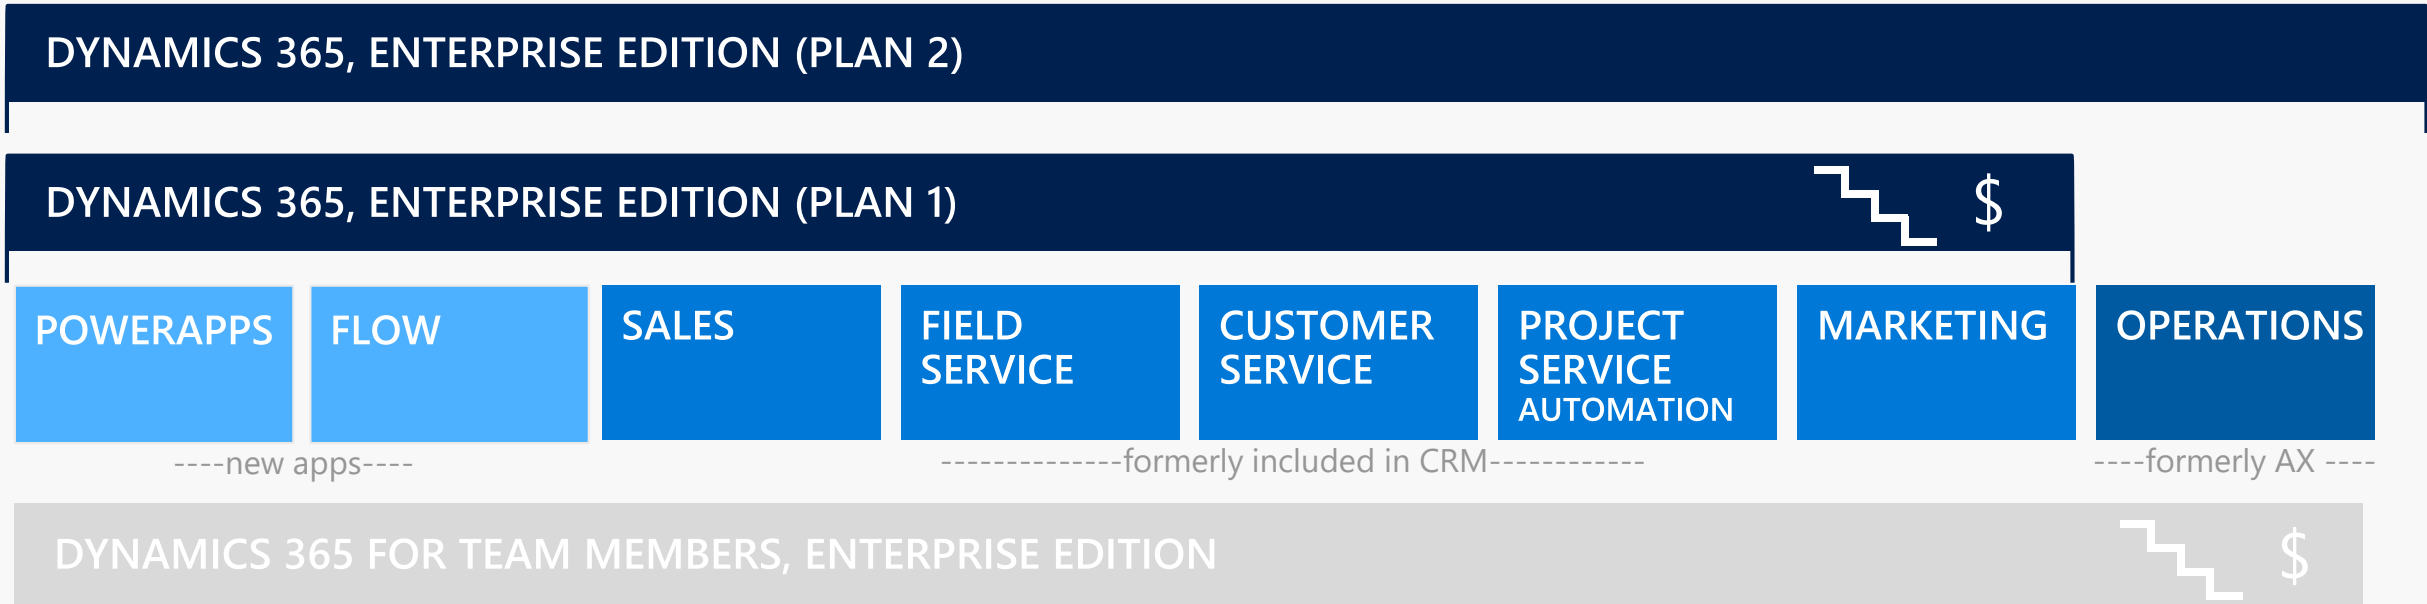 DYNAMICS 365, ENTERPRISE EDITION (PLAN 2)
DYNAMICS 365, ENTERPRISE EDITION (PLAN 1)
$
POWERAPPS
FLOW
SALES
FIELD
SERVICE
CUSTOMER
SERVICE
PROJECT
SERVICE
AUTOMATION
MARKETING
OPERATIONS
----new apps----
--------------formerly included in CRM------------
----formerly AX ----
DYNAMICS 365 FOR TEAM MEMBERS, ENTERPRISE EDITION
$